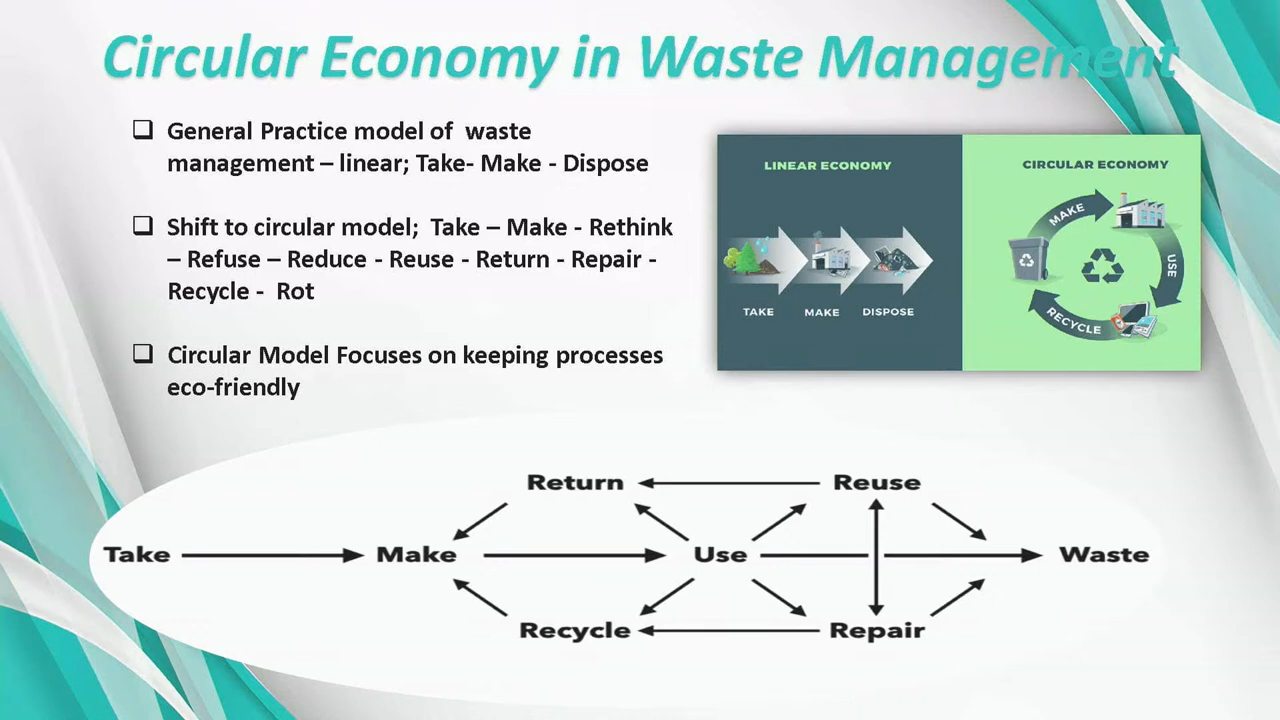 Circular Economy in Waste Management
❑ General Practice model of waste
management – linear; Take- Make - Dispose
❑ Shift to circular model; Take – Make - Rethink
– Refuse – Reduce - Reuse - Return - Repair -
Recycle - Rot
❑ Circular Model Focuses on keeping processes
eco-friendly
LINEAR ECONOMY
TAKE
MAKE
DISPOSE
CIRCULAR ECONOMY
MAKE
USE
RECYCLE
Return
Reuse
Take
Make
Use
Waste
Recycle
Repair